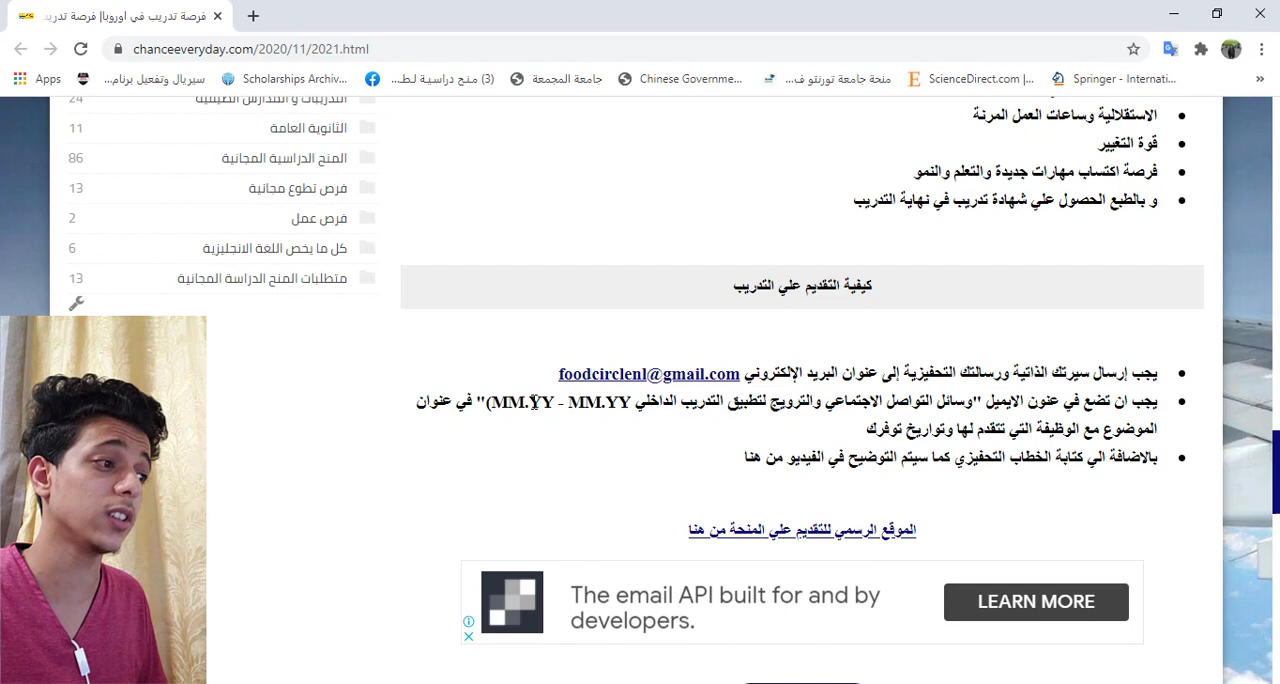 فرصة تدريب في اوروبا| فرصة تدريب
chanceeveryday.com/2020/11/2021.html
Apps
سيريال وتفعيل برنام...
Scholarships Archiv...
(3) منح دراسية لط...
جامعة المجمعة
Chinese Governme...
منحة جامعة تورنتو ف...
ScienceDirect.com |...
Springer - Internati...
»
التدريبات و المدارس الصيفية 24
الثانوية العامة 11
المنح الدراسية المجانية 86
فرص تطوع مجانية 13
فرص عمل 2
كل ما يخص اللغة الانجليزية 6
متطلبات المنح الدراسة المجانية 13
الاستقلالية وساعات العمل المرنة
قوة التغيير
فرصة اكتساب مهارات جديدة والتعلم والنمو
و بالطبع الحصول علي شهادة تدريب في نهاية التدريب
كيفية التقديم علي التدريب
يجب إرسال سيرتك الذاتية ورسالتك التحفيزية إلى عنوان البريد الإلكتروني foodcirclenl@gmail.com
يجب ان تضع في عنون الايميل "وسائل التواصل الاجتماعي والترويج لتطبيق التدريب الداخلي MM.YY - MM.YY)" في عنوان
الموضوع مع الوظيفة التي تتقدم لها وتواريخ توفرك
بالاضافة الي كتابة الخطاب التحفيزي كما سيتم التوضيح في الفيديو من هنا
الموقع الرسمي للتقديم علي المنحة من هنا
The email API built for and by
developers.
LEARN MORE